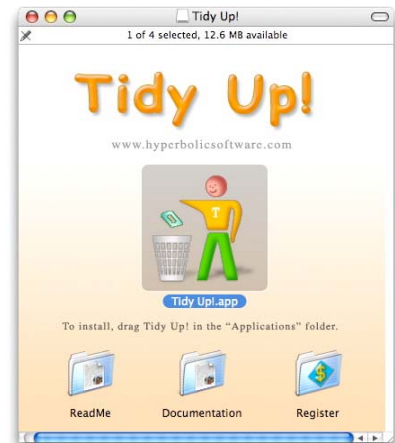 Tidy Up!
1 of 4 selected, 12.6 MB available
Tidy Up!
www.hyperbolicsoftware.com
T
Tidy Up!.app
To install, drag Tidy Up! in the “Applications” folder.
ReadMe
Documentation
Register